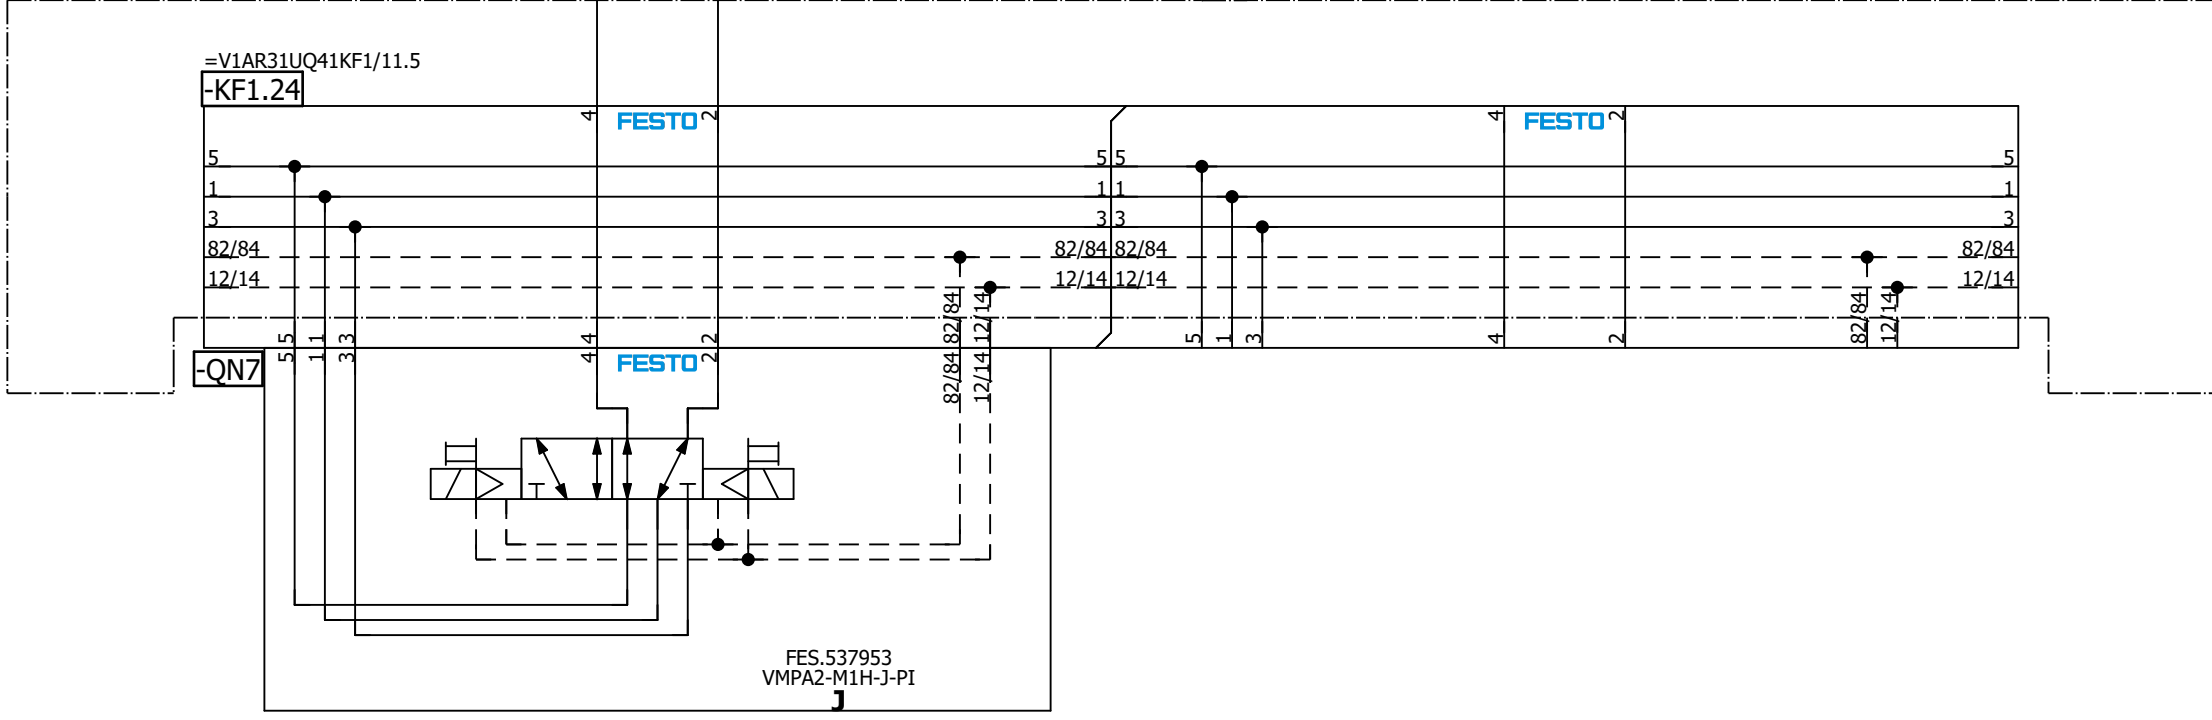 =V1AR31UQ41KF1/11.5
-KF1.24
4 FESTO 2 4 FESTO 2
5 5 5 5
1 1 1 1
3 3 3 3
82/84 82/84 82/84 82/84
12/14 12/14 12/14 12/14
5 1 3 4 2 82/84 12/14 5 1 3 4 2 82/84 12/14
-QN7 5 1 3 4 FESTO 2 82/84 12/14
FES.537953
VMPA2-M1H-J-PI
J